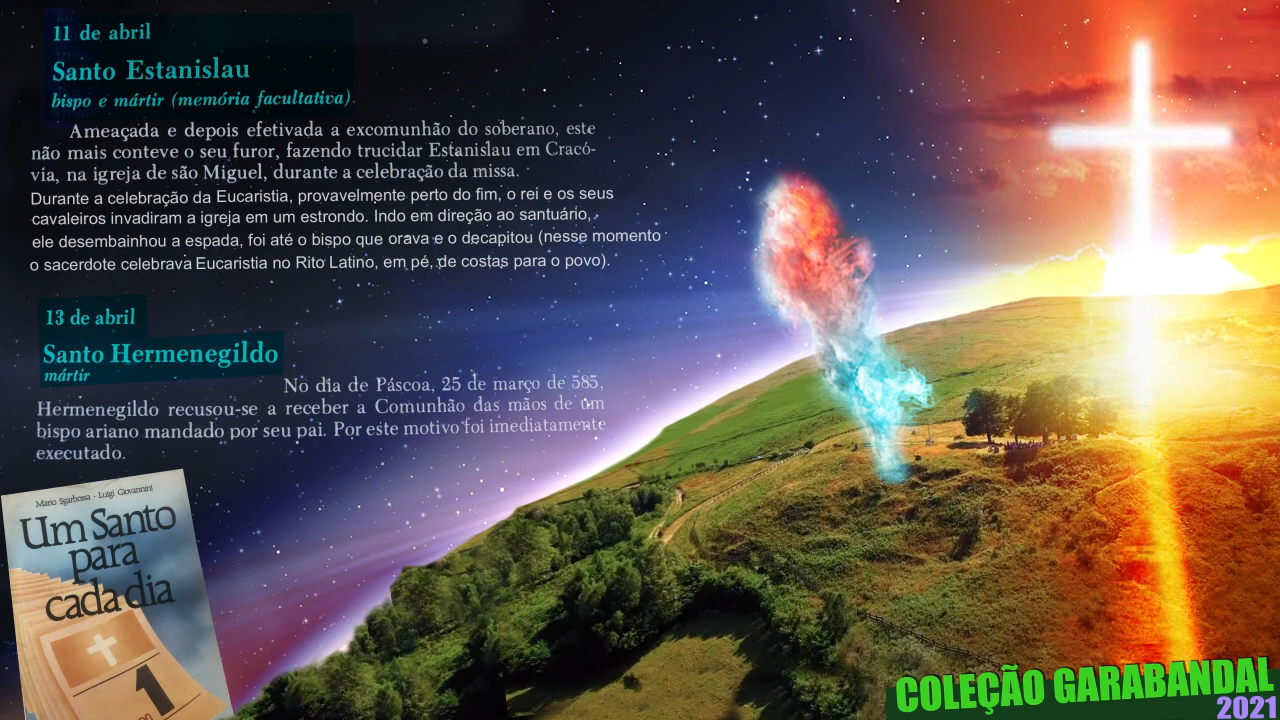 11 de abril
Santo Estanislau
bispo e mártir (memória facultativa)
Ameaçada e depois efetivada a excomunhão do soberano, este
não mais conteve o seu furor, fazendo trucidar Estanislau em Cracó-
via, na igreja de são Miguel, durante a celebração da missa.
Durante a celebração da Eucaristia, provavelmente perto do fim, o rei e os seus
cavaleiros invadiram a igreja em um estrondo. Indo em direção ao santuário,
ele desembainhou a espada, foi até o bispo que orava e o decapitou (nesse momento
o sacerdote celebrava Eucaristia no Rito Latino, em pé, de costas para o povo).
13 de abril
Santo Hermenegildo
mártir
No dia de Páscoa, 25 de março de 585,
Hermenegildo recusou-se a receber a Comunhão das mãos de um
bispo ariano mandado por seu pai. Por este motivo foi imediatamente
executado.
Mario Sgarbossa - Luigi Giovannini
Um Santo
para
cada dia
1
COLEÇÃO GARABANDAL
2021